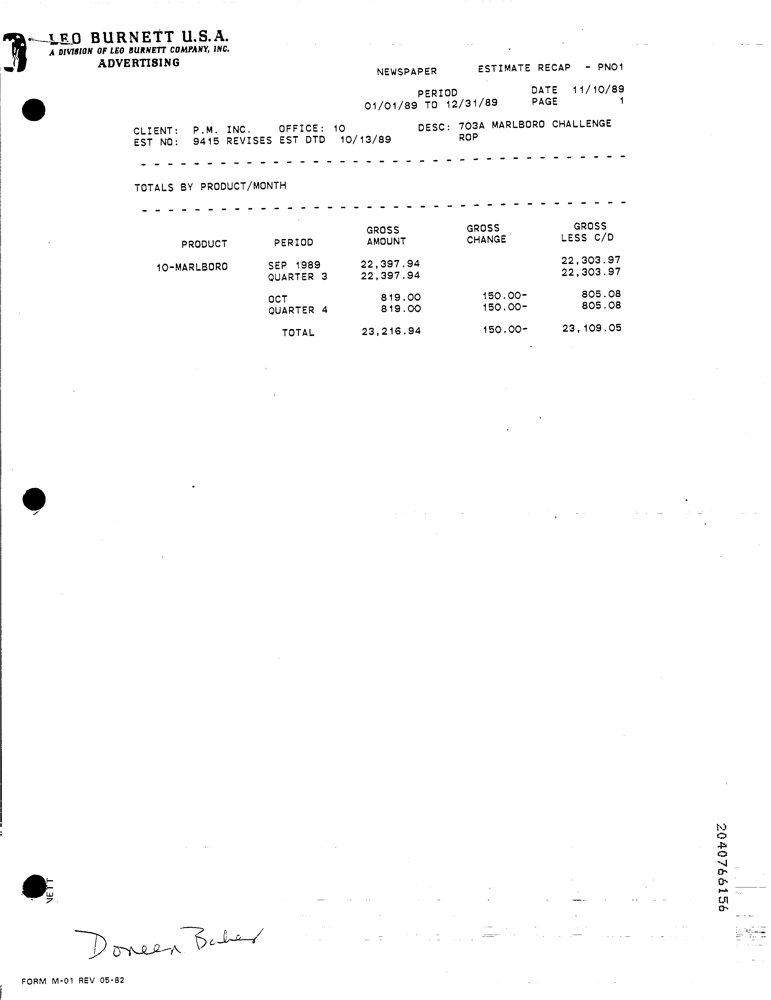 LEO BURNETT U.S.A.
A DIVISION OF LEO BURNETT COMPANY, INC.
ADVERTISING
NEWSPAPER ESTIMATE RECAP - PN01
PERIOD DATE 11/10/89
01/01/89 TO 12/31/89 PAGE 1
CLIENT: P.M. INC. OFFICE: 10 DESC: 703A MARLBORO CHALLENGE
EST NO: 9415 REVISES EST DTD 10/13/89 ROP
- - - - - - - - - - - - - - - - - - - - - - - - - - - - - - - - - - - - -
TOTALS BY PRODUCT/MONTH
- - - - - - - - - - - - - - - - - - - - - - - - - - - - - - - - - - - - -
GROSS GROSS GROSS
PRODUCT PERIOD AMOUNT CHANGE LESS C/D
10-MARLBORO SEP 1989 22,397.94 22,303.97
QUARTER 3 22,397.94 22,303.97
OCT 819.00 150.00- 805.08
QUARTER 4 819.00 150.00- 805.08
TOTAL 23,216.94 150.00- 23,109.05
2040766156
NETT
Doreen Baher
FORM M-01 REV 05-82